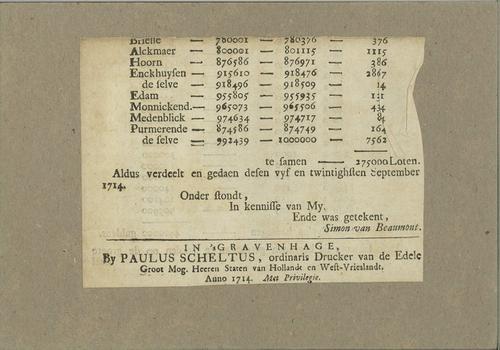 Brielle — 780001 — 780376 — 376
Alckmaer — 800001 — 801115 — 1115
Hoorn — 876586 — 876971 — 386
Enckhuysen — 915610 — 918476 — 2867
de selve — 918496 — 918509 — 14
Edam — 955805 — 955935 — 131
Monnickend. — 965073 — 965506 — 434
Medenblick — 974634 — 974717 — 84
Purmerende — 874586 — 874749 — 164
de selve — 992439 — 1000000 — 7562
te samen — 275000 Loten.
Aldus verdeelt en gedaen desen vyf en twintighsten September
1714.
Onder stondt,
In kennisse van My,
Ende was getekent,
Simon van Beaumont.
IN 'sGRAVENHAGE,
By PAULUS SCHELTUS, ordinaris Drucker van de Edele
Groot Mog. Heeren Staten van Hollandt en West-Vrieslandt.
Anno 1714. Met Privilegie.